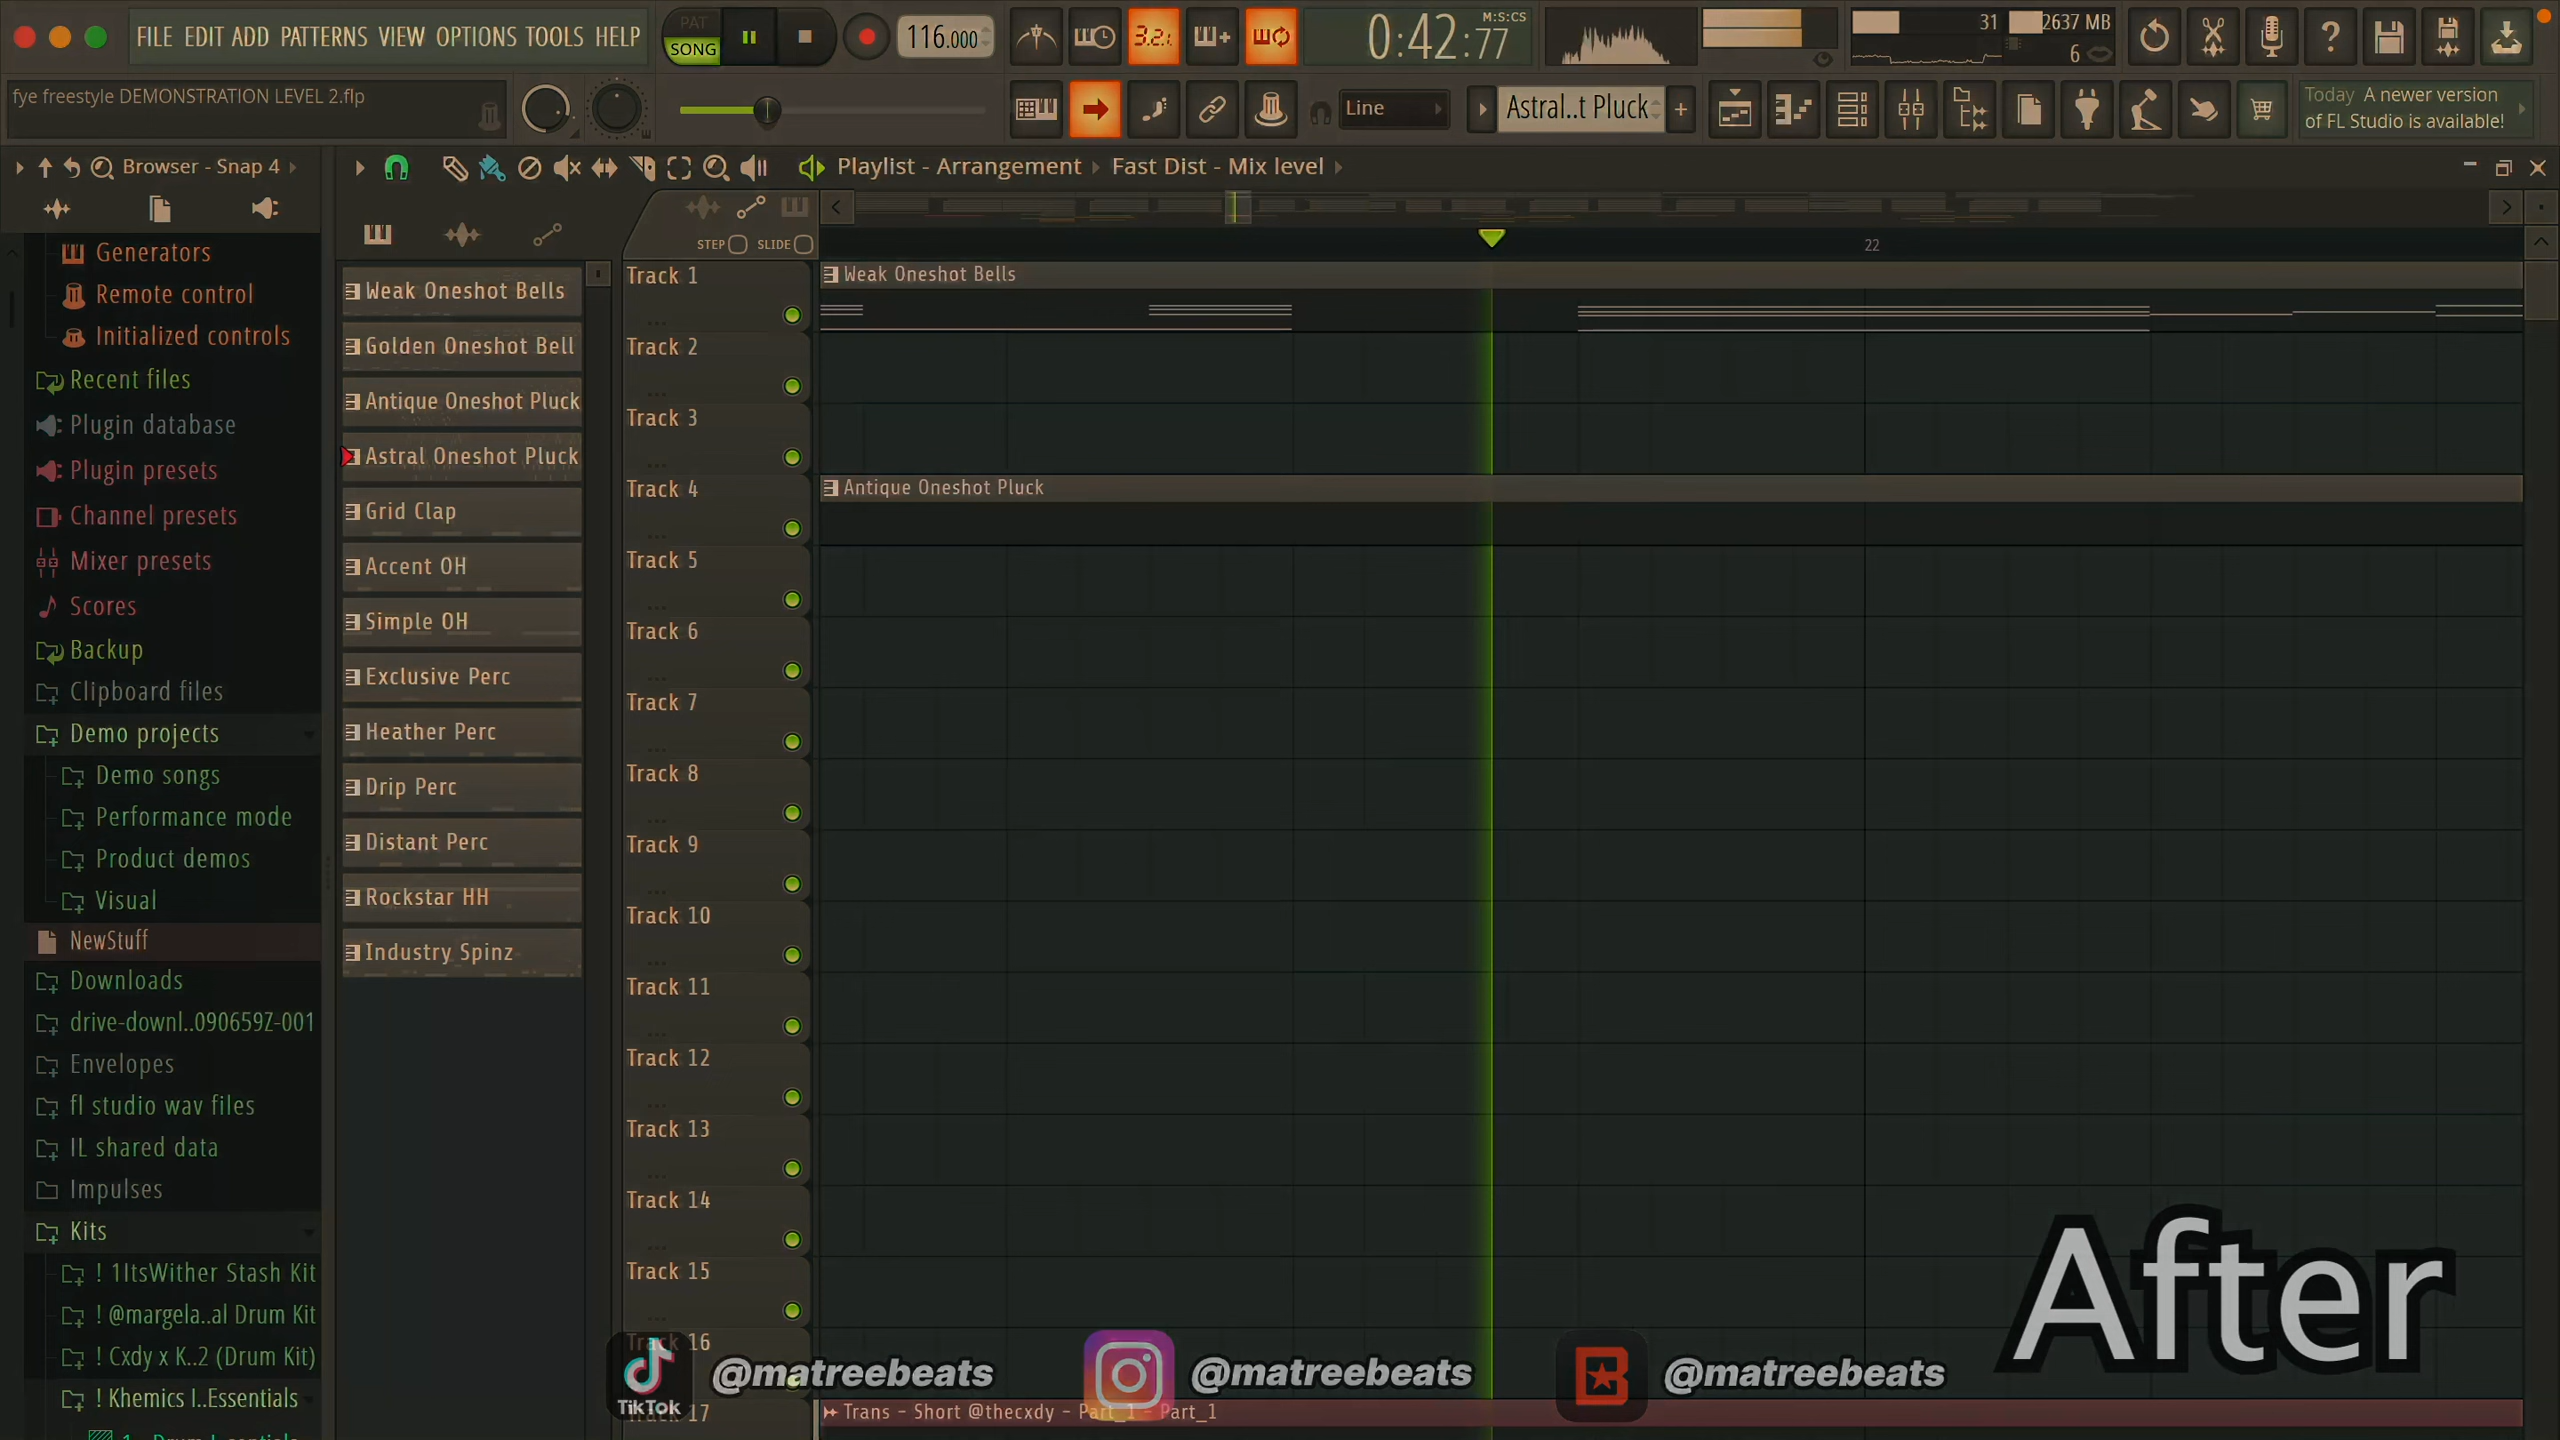 FILE EDIT ADD PATTERNS VIEW OPTIONS TOOLS HELP
PAT
SONG
116.000
3.2.1
0:42:77
M:S:CS
31
2637 MB
6
fye freestyle DEMONSTRATION LEVEL 2.flp
Line
Astral..t Pluck
Today A newer version
of FL Studio is available!
Browser - Snap 4
Playlist - Arrangement
Fast Dist - Mix level
STEP
SLIDE
22
Generators
Remote control
Initialized controls
Recent files
Plugin database
Plugin presets
Channel presets
Mixer presets
Scores
Backup
Clipboard files
Demo projects
Demo songs
Performance mode
Product demos
Visual
NewStuff
Downloads
drive-downl..090659Z-001
Envelopes
fl studio wav files
IL shared data
Impulses
Kits
! 1ItsWither Stash Kit
! @margela..al Drum Kit
! Cxdy x K..2 (Drum Kit)
! Khemics I..Essentials
Weak Oneshot Bells
Golden Oneshot Bell
Antique Oneshot Pluck
Astral Oneshot Pluck
Grid Clap
Accent OH
Simple OH
Exclusive Perc
Heather Perc
Drip Perc
Distant Perc
Rockstar HH
Industry Spinz
Track 1
Track 2
Track 3
Track 4
Track 5
Track 6
Track 7
Track 8
Track 9
Track 10
Track 11
Track 12
Track 13
Track 14
Track 15
Track 16
Track 17
Weak Oneshot Bells
Antique Oneshot Pluck
Trans - Short @thecxdy - Part_1 - Part_1
TikTok
@matreebeats
@matreebeats
@matreebeats
After